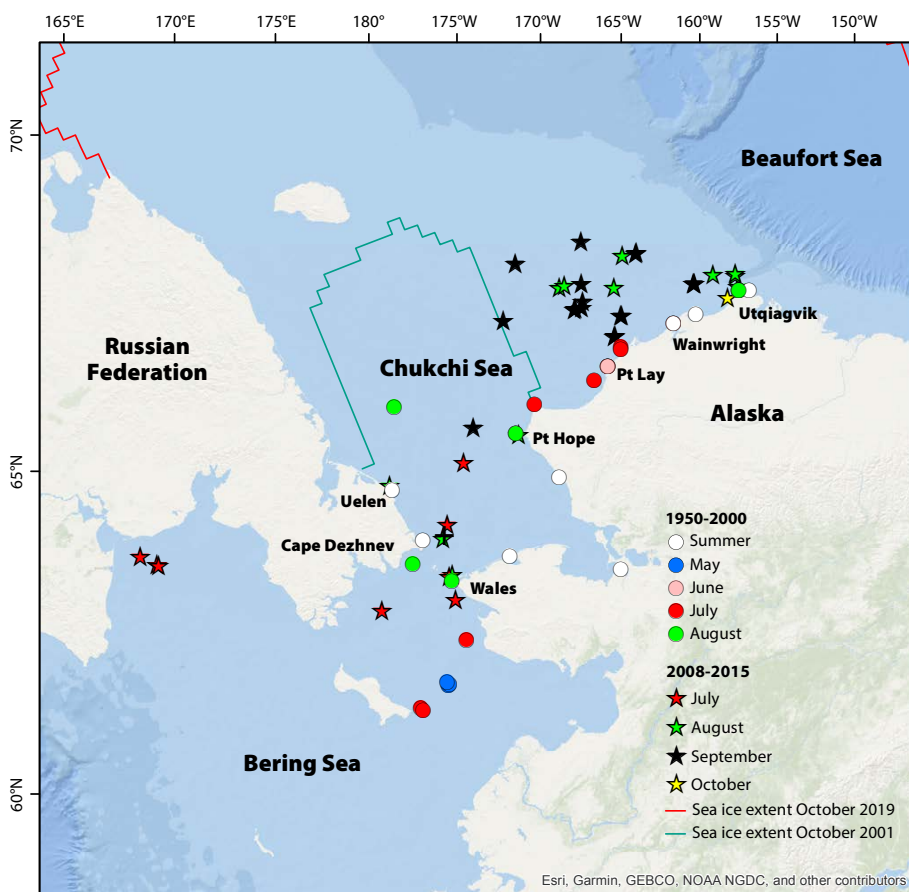 165°E 170°E 180° 175°W 170°W 165°W 160°W 155°W 150°W
70°N
Beaufort Sea
Utqiagvik
Wainwright
Russian
Federation
Chukchi Sea
Pt Lay
Alaska
Pt Hope
65°N
Uelen
Cape Dezhnev
Wales
Bering Sea
60°N
1950-2000
Summer
May
June
July
August
2008-2015
July
August
September
October
Sea ice extent October 2019
Sea ice extent October 2001
Esri, Garmin, GEBCO, NOAA NGDC, and other contributors